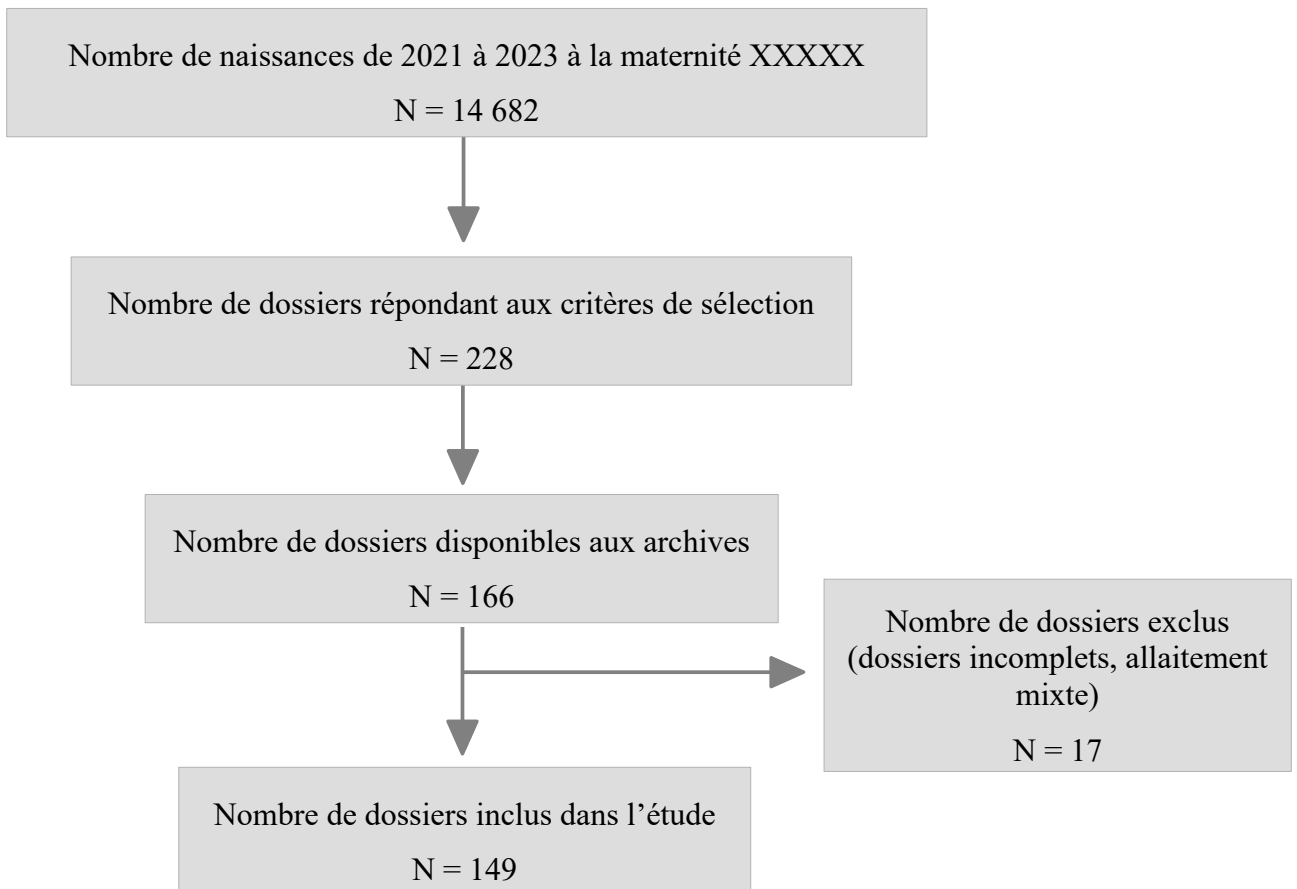 Nombre de naissances de 2021 à 2023 à la maternité XXXXX
N = 14 682
Nombre de dossiers répondant aux critères de sélection
N = 228
Nombre de dossiers disponibles aux archives
N = 166
Nombre de dossiers exclus
(dossiers incomplets, allaitement
mixte)
N = 17
Nombre de dossiers inclus dans l’étude
N = 149